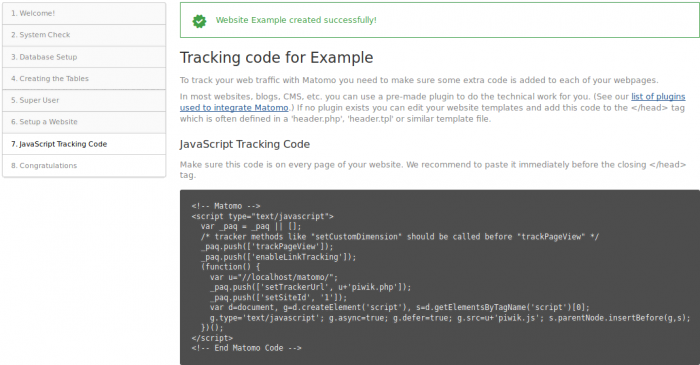 1. Welcome!
2. System Check
3. Database Setup
4. Creating the Tables
5. Super User
6. Setup a Website
7. JavaScript Tracking Code
8. Congratulations
Website Example created successfully!
Tracking code for Example
To track your web traffic with Matomo you need to make sure some extra code is added to each of your webpages.
In most websites, blogs, CMS, etc. you can use a pre-made plugin to do the technical work for you. (See our list of plugins
used to integrate Matomo.) If no plugin exists you can edit your website templates and add this code to the </head> tag
which is often defined in a 'header.php', 'header.tpl' or similar template file.
JavaScript Tracking Code
Make sure this code is on every page of your website. We recommend to paste it immediately before the closing </head>
tag.
<!-- Matomo -->
<script type="text/javascript">
  var _paq = _paq || [];
  /* tracker methods like "setCustomDimension" should be called before "trackPageView" */
  _paq.push(['trackPageView']);
  _paq.push(['enableLinkTracking']);
  (function() {
    var u="//localhost/matomo/";
    _paq.push(['setTrackerUrl', u+'piwik.php']);
    _paq.push(['setSiteId', '1']);
    var d=document, g=d.createElement('script'), s=d.getElementsByTagName('script')[0];
    g.type='text/javascript'; g.async=true; g.defer=true; g.src=u+'piwik.js'; s.parentNode.insertBefore(g,s);
  })();
</script>
<!-- End Matomo Code -->